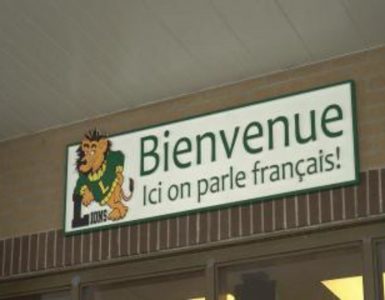 Bienvenue
Ici on parle français!
L
LIONS